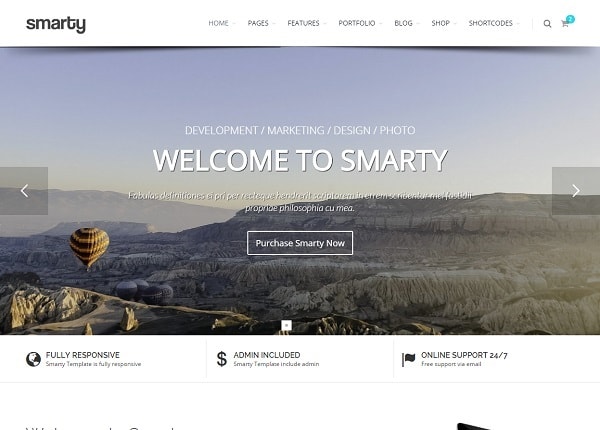 smarty
HOME PAGES FEATURES PORTFOLIO BLOG SHOP SHORTCODES 2
DEVELOPMENT / MARKETING / DESIGN / PHOTO
WELCOME TO SMARTY
Fabulas definitiones ei pri per recteque hendrerit scriptorem in errem scribentur mel fastidii
propriae philosophia cu mea.
Purchase Smarty Now
FULLY RESPONSIVE
Smarty Template is fully responsive
$ ADMIN INCLUDED
Smarty Template include admin
ONLINE SUPPORT 24/7
Free support via email